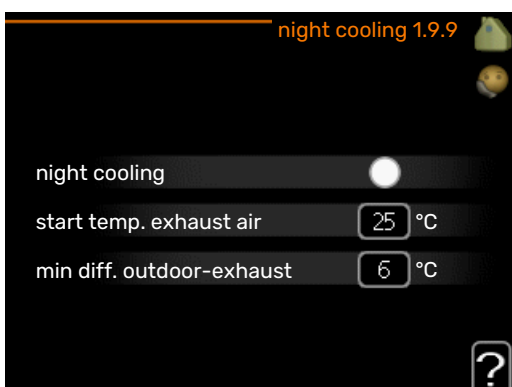 night cooling 1.9.9
night cooling
start temp. exhaust air 25 °C
min diff. outdoor-exhaust 6 °C
?